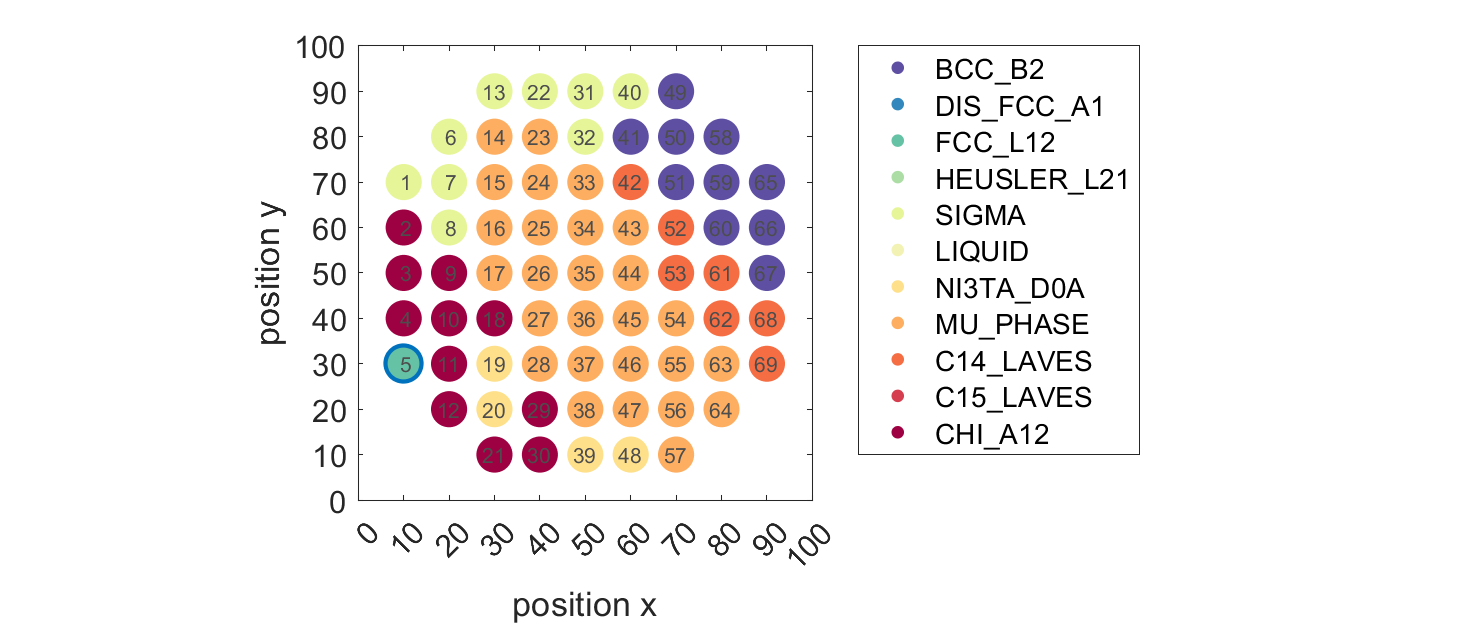 100
90 13 22 31 40 49
80 6 14 23 32 41 50 58
70 1 7 15 24 33 42 51 59 65
60 2 8 16 25 34 43 52 60 66
50 3 9 17 26 35 44 53 61 67
40 4 10 18 27 36 45 54 62 68
30 5 11 19 28 37 46 55 63 69
20 12 20 29 38 47 56 64
10 21 30 39 48 57
0
0 10 20 30 40 50 60 70 80 90 100
position x
position y
BCC_B2
DIS_FCC_A1
FCC_L12
HEUSLER_L21
SIGMA
LIQUID
NI3TA_D0A
MU_PHASE
C14_LAVES
C15_LAVES
CHI_A12